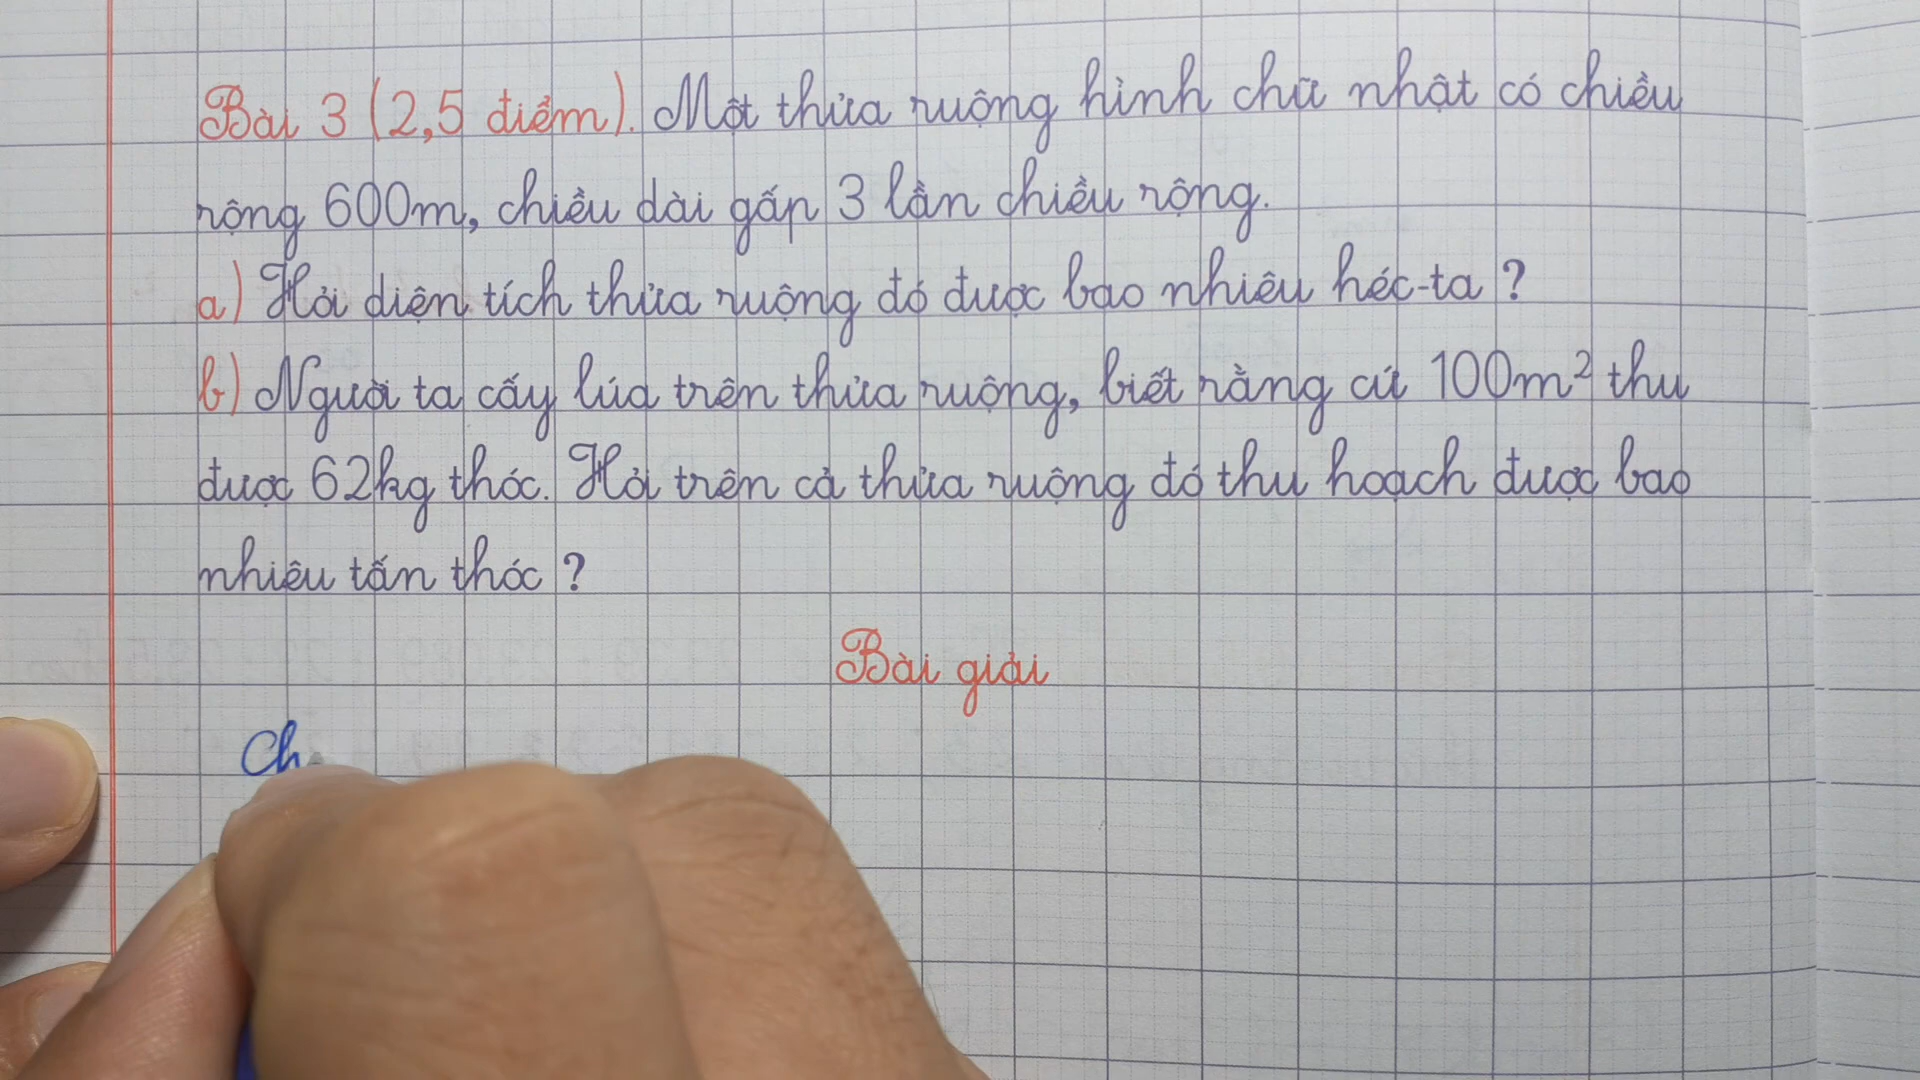 Bài 3 (2,5 điểm). Một thửa ruộng hình chữ nhật có chiều
rộng 600m, chiều dài gấp 3 lần chiều rộng.
a) Hỏi diện tích thửa ruộng đó được bao nhiêu héc-ta ?
b) Người ta cấy lúa trên thửa ruộng, biết rằng cứ 100m² thu
được 62kg thóc. Hỏi trên cả thửa ruộng đó thu hoạch được bao
nhiêu tấn thóc ?
Bài giải
Ch